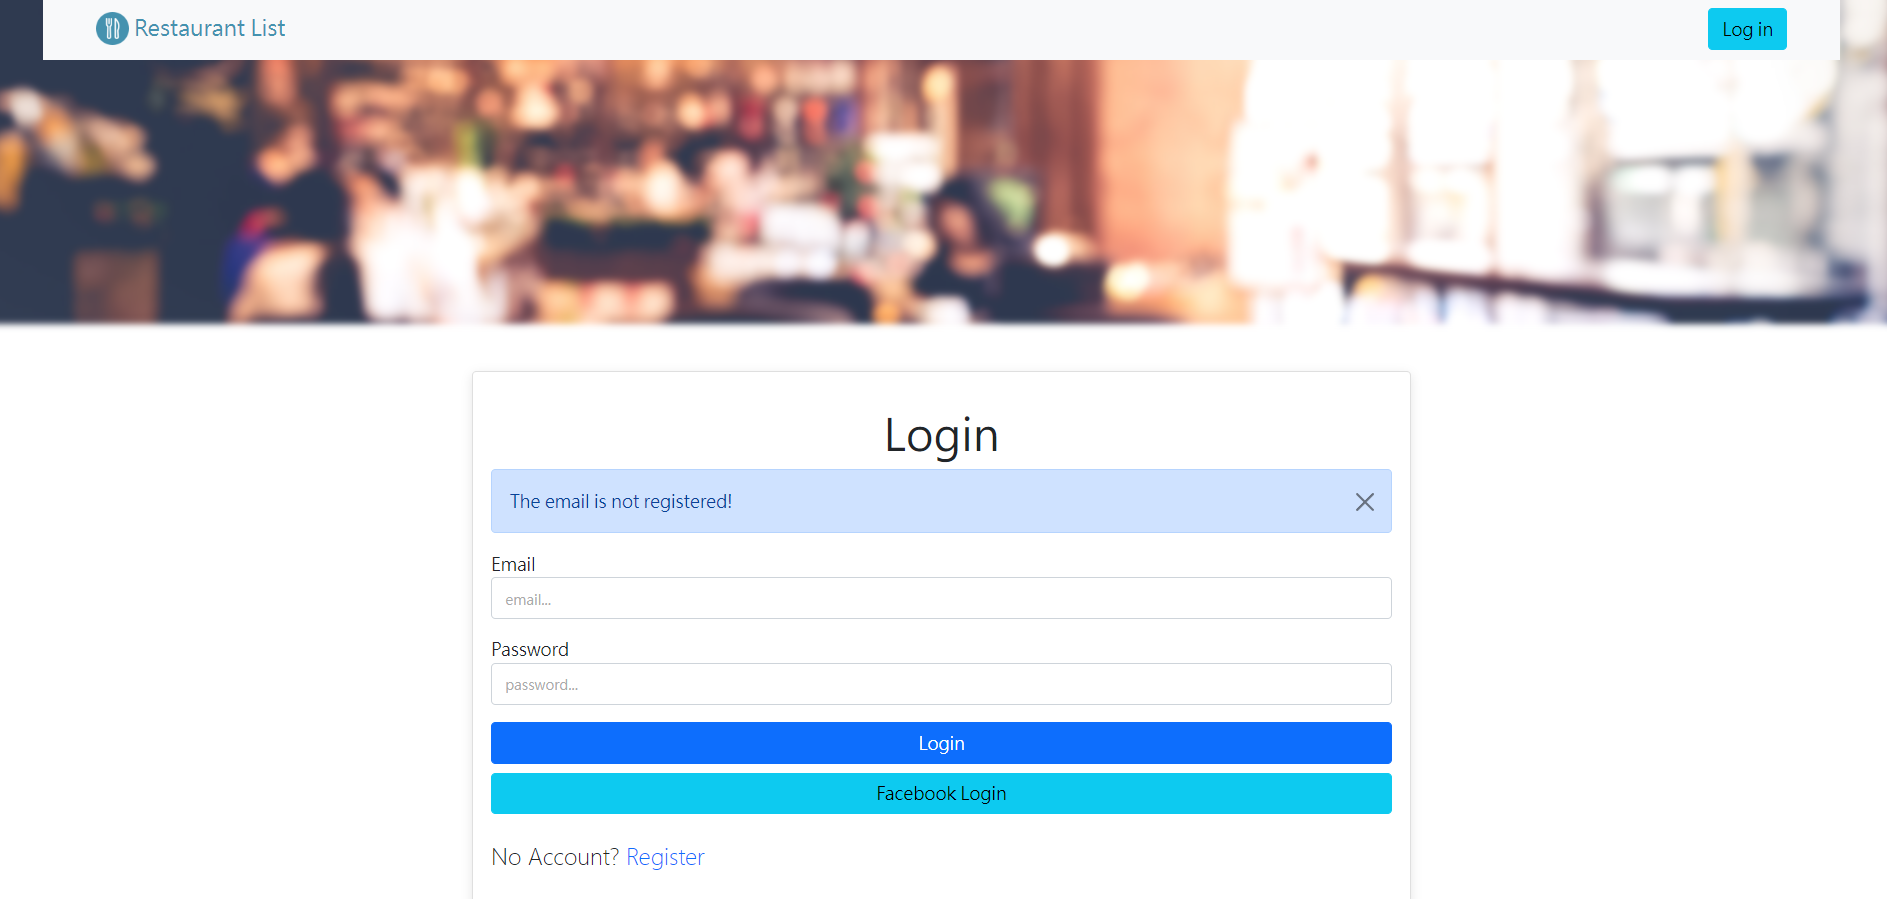 Restaurant List
Log in
Login
The email is not registered!
Email
email...
Password
password...
Login
Facebook Login
No Account? Register